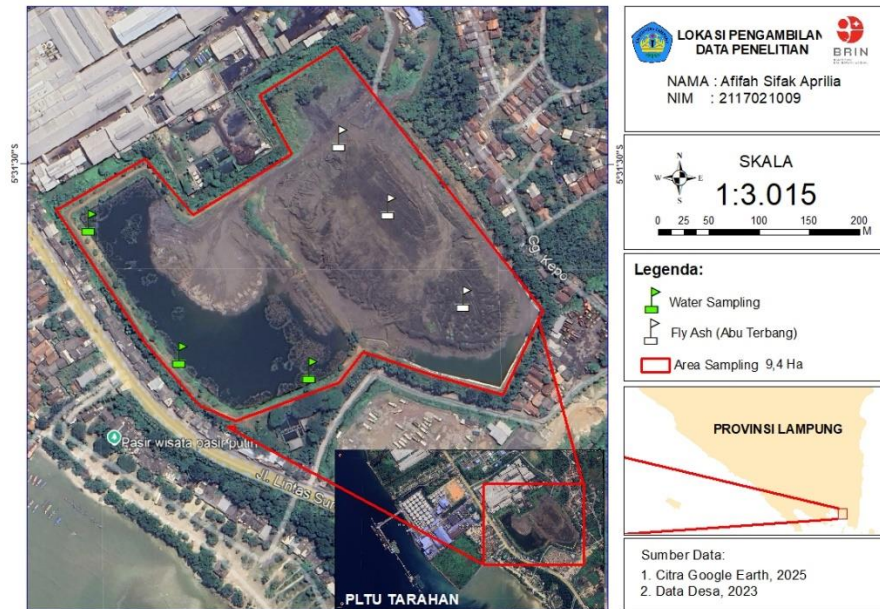 LOKASI PENGAMBILAN
DATA PENELITIAN
BRIN
NAMA : Afifah Sifak Aprilia
NIM : 2117021009
5°31'30"S
5°31'30"S
N
W E
S
SKALA
1:3.015
0 25 50 100 150 200
M
Legenda:
Water Sampling
Fly Ash (Abu Terbang)
Area Sampling 9,4 Ha
Gg. Kepo
Pasir wisata pasir putih
Jl. Lintas Su
PLTU TARAHAN
PROVINSI LAMPUNG
Sumber Data:
1. Citra Google Earth, 2025
2. Data Desa, 2023